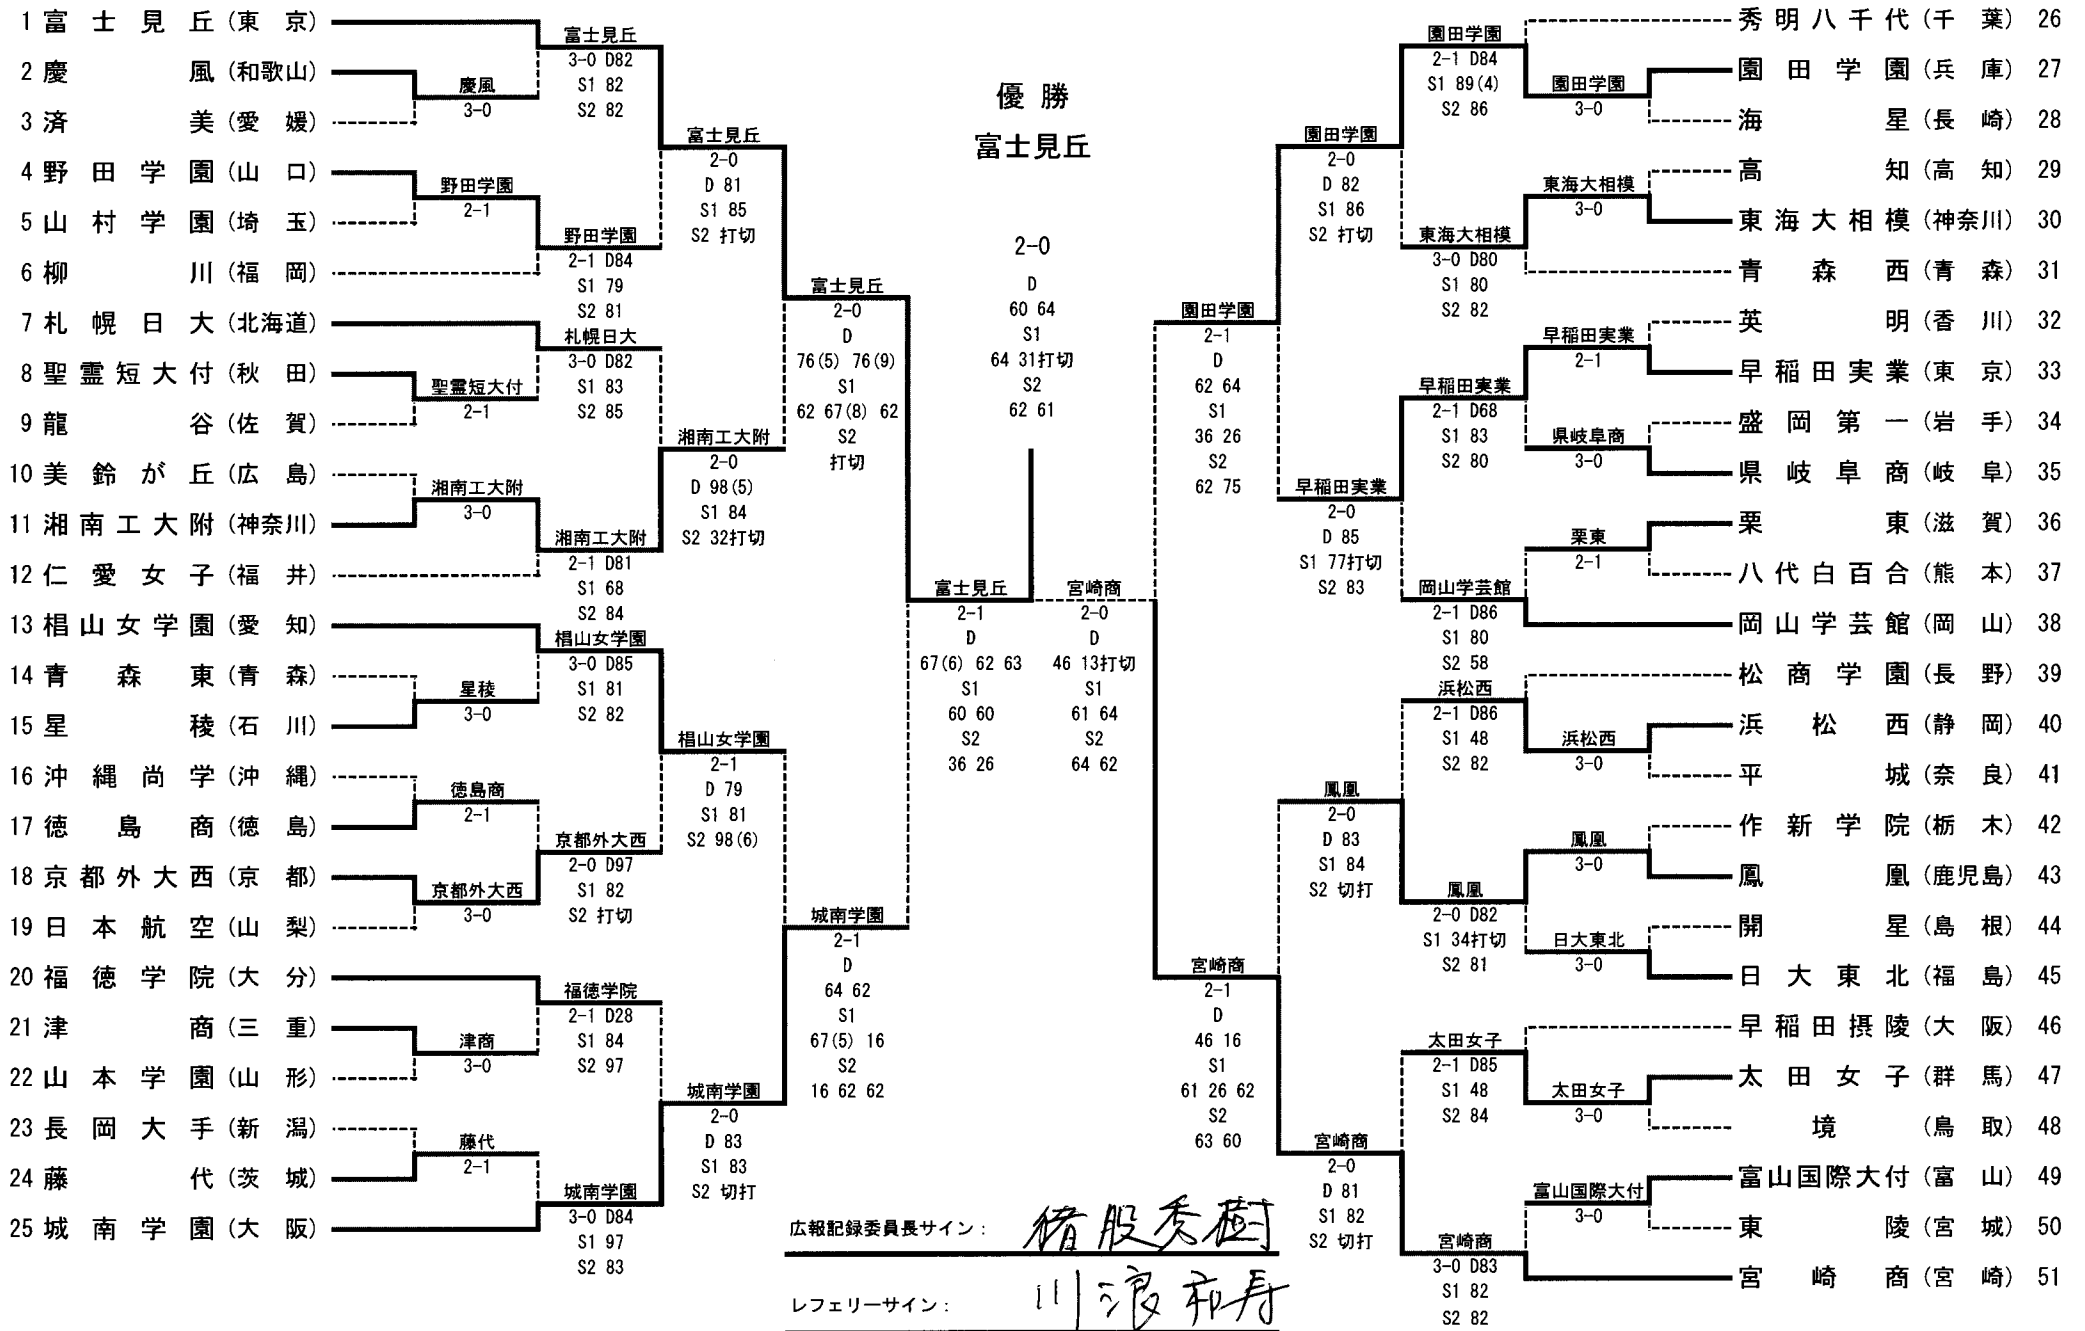 1 富士見丘 (東京)
2 慶風 (和歌山)
3 済美 (愛媛)
4 野田学園 (山口)
5 山村学園 (埼玉)
6 柳川 (福岡)
7 札幌日大 (北海道)
8 聖霊短大付 (秋田)
9 龍谷 (佐賀)
10 美鈴が丘 (広島)
11 湘南工大附 (神奈川)
12 仁愛女子 (福井)
13 椙山女学園 (愛知)
14 青森東 (青森)
15 星稜 (石川)
16 沖縄尚学 (沖縄)
17 徳島商 (徳島)
18 京都外大西 (京都)
19 日本航空 (山梨)
20 福徳学院 (大分)
21 津商 (三重)
22 山本学園 (山形)
23 長岡大手 (新潟)
24 藤代 (茨城)
25 城南学園 (大阪)
慶風
3-0
野田学園
2-1
聖霊短大付
2-1
湘南工大附
3-0
星稜
3-0
徳島商
2-1
京都外大西
3-0
津商
3-0
藤代
2-1
富士見丘
3-0 D82
S1 82
S2 82
野田学園
2-1 D84
S1 79
S2 81
札幌日大
3-0 D82
S1 83
S2 85
湘南工大附
2-1 D81
S1 68
S2 84
椙山女学園
3-0 D85
S1 81
S2 82
京都外大西
2-0 D97
S1 82
S2 打切
福徳学院
2-1 D28
S1 84
S2 97
城南学園
3-0 D84
S1 97
S2 83
富士見丘
2-0
D 81
S1 85
S2 打切
湘南工大附
2-0
D 98(5)
S1 84
S2 32打切
椙山女学園
2-1
D 79
S1 81
S2 98(6)
城南学園
2-0
D 83
S1 83
S2 切打
富士見丘
2-0
D
76(5) 76(9)
S1
62 67(8) 62
S2
打切
城南学園
2-1
D
64 62
S1
67(5) 16
S2
16 62 62
富士見丘
2-1
D
67(6) 62 63
S1
60 60
S2
36 26
優勝
富士見丘
2-0
D
60 64
S1
64 31打切
S2
62 61
宮崎商
2-0
D
46 13打切
S1
61 64
S2
64 62
園田学園
2-1
D
62 64
S1
36 26
S2
62 75
宮崎商
2-1
D
46 16
S1
61 26 62
S2
63 60
園田学園
2-0
D 82
S1 86
S2 打切
早稲田実業
2-0
D 85
S1 77打切
S2 83
鳳凰
2-0
D 83
S1 84
S2 切打
宮崎商
2-0
D 81
S1 82
S2 切打
園田学園
2-1 D84
S1 89(4)
S2 86
東海大相模
3-0 D80
S1 80
S2 82
早稲田実業
2-1 D68
S1 83
S2 80
岡山学芸館
2-1 D86
S1 80
S2 58
浜松西
2-1 D86
S1 48
S2 82
鳳凰
2-0 D82
S1 34打切
S2 81
太田女子
2-1 D85
S1 48
S2 84
宮崎商
3-0 D83
S1 82
S2 82
園田学園
3-0
東海大相模
3-0
早稲田実業
2-1
県岐阜商
3-0
栗東
2-1
浜松西
3-0
鳳凰
3-0
日大東北
3-0
太田女子
3-0
富山国際大付
3-0
秀明八千代 (千葉) 26
園田学園 (兵庫) 27
海星 (長崎) 28
高知 (高知) 29
東海大相模 (神奈川) 30
青森西 (青森) 31
英明 (香川) 32
早稲田実業 (東京) 33
盛岡第一 (岩手) 34
県岐阜商 (岐阜) 35
栗東 (滋賀) 36
八代白百合 (熊本) 37
岡山学芸館 (岡山) 38
松商学園 (長野) 39
浜松西 (静岡) 40
平城 (奈良) 41
作新学院 (栃木) 42
鳳凰 (鹿児島) 43
開星 (島根) 44
日大東北 (福島) 45
早稲田摂陵 (大阪) 46
太田女子 (群馬) 47
境 (鳥取) 48
富山国際大付 (富山) 49
東陵 (宮城) 50
宮崎商 (宮崎) 51
広報記録委員長サイン: 猪股秀樹
レフェリーサイン: 川浪